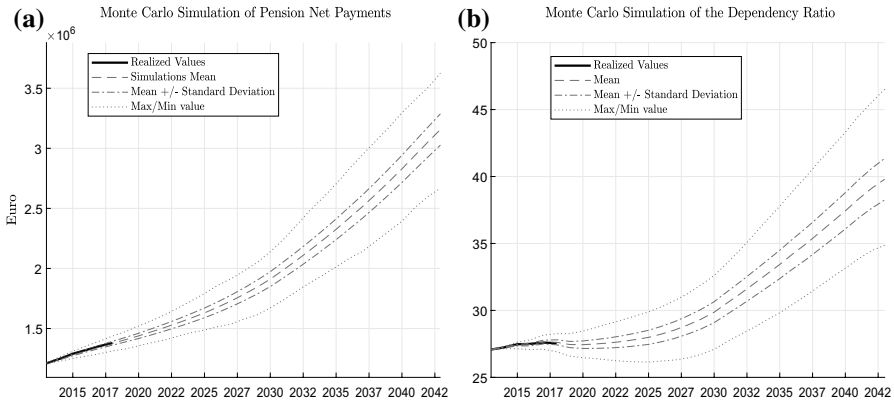 (a) Monte Carlo Simulation of Pension Net Payments
×10⁶
Realized Values
Simulations Mean
Mean +/- Standard Deviation
Max/Min value
3.5
3
2.5
2
1.5
Euro
2015 2017 2020 2022 2025 2027 2030 2032 2035 2037 2040 2042
(b) Monte Carlo Simulation of the Dependency Ratio
Realized Values
Mean
Mean +/- Standard Deviation
Max/Min value
50
45
40
35
30
25
2015 2017 2020 2022 2025 2027 2030 2032 2035 2037 2040 2042